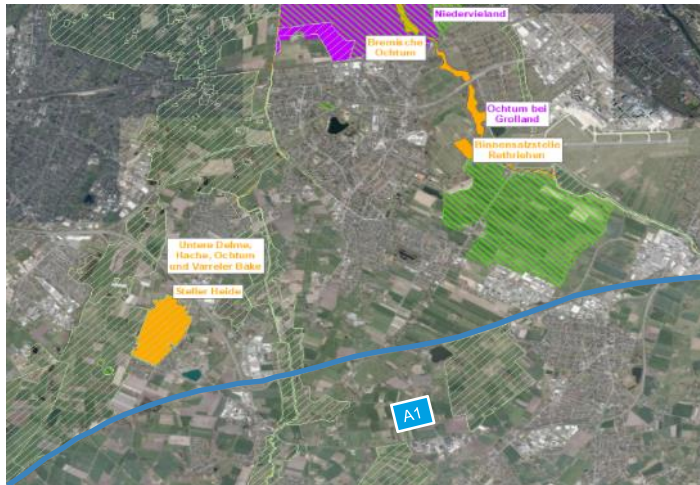 Niedervieland
Bremische
Ochtum
Ochtum bei
Grolland
Binnensalzstelle
Rethriehen
Untere Delme,
Hache, Ochtum
und Varreler Bäke
Steller Heide
A1